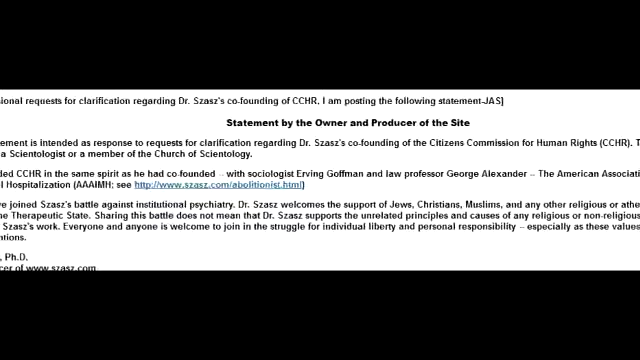 sional requests for clarification regarding Dr. Szasz's co-founding of CCHR, I am posting the following statement-JAS]
Statement by the Owner and Producer of the Site
tement is intended as response to requests for clarification regarding Dr. Szasz's co-founding of the Citizens Commission for Human Rights (CCHR). T
a Scientologist or a member of the Church of Scientology.
ded CCHR in the same spirit as he had co-founded -- with sociologist Erving Goffman and law professor George Alexander -- The American Associati
l Hospitalization (AAAIMH; see http://www.szasz.com/abolitionist.html)
ve joined Szasz's battle against institutional psychiatry. Dr. Szasz welcomes the support of Jews, Christians, Muslims, and any other religious or athe
he Therapeutic State. Sharing this battle does not mean that Dr. Szasz supports the unrelated principles and causes of any religious or non-religious
Szasz's work. Everyone and anyone is welcome to join in the struggle for individual liberty and personal responsibility -- especially as these values
ntions.
, Ph.D.
cer of www.szasz.com